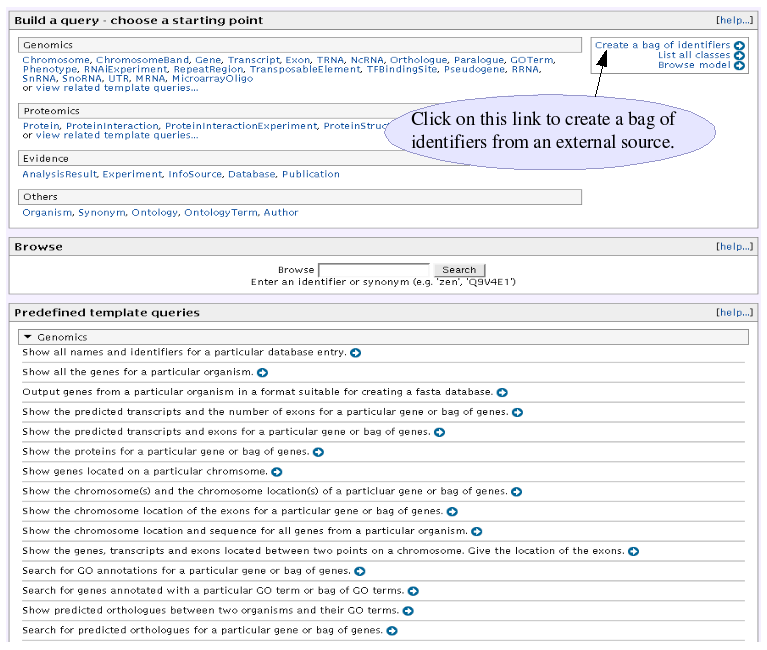 Build a query - choose a starting point [help...]
Genomics
Chromosome, ChromosomeBand, Gene, Transcript, Exon, TRNA, NcRNA, Orthologue, Paralogue, GOTerm,
Phenotype, RNAiExperiment, RepeatRegion, TransposableElement, TFBindingSite, Pseudogene, RRNA,
SnRNA, SnoRNA, UTR, MRNA, MicroarrayOligo
or view related template queries...
Create a bag of identifiers
List all classes
Browse model
Click on this link to create a bag of
identifiers from an external source.
Proteomics
Protein, ProteinInteraction, ProteinInteractionExperiment, ProteinStruct
or view related template queries...
Evidence
AnalysisResult, Experiment, InfoSource, Database, Publication
Others
Organism, Synonym, Ontology, OntologyTerm, Author
Browse [help...]
Browse Search
Enter an identifier or synonym (e.g. 'zen', 'Q9V4E1')
Predefined template queries [help...]
Genomics
Show all names and identifiers for a particular database entry.
Show all the genes for a particular organism.
Output genes from a particular organism in a format suitable for creating a fasta database.
Show the predicted transcripts and the number of exons for a particular gene or bag of genes.
Show the predicted transcripts and exons for a particular gene or bag of genes.
Show the proteins for a particular gene or bag of genes.
Show genes located on a particular chromsome.
Show the chromosome(s) and the chromosome location(s) of a particluar gene or bag of genes.
Show the chromosome location of the exons for a particular gene or bag of genes.
Show the chromosome location and sequence for all genes from a particular organism.
Show the genes, transcripts and exons located between two points on a chromosome. Give the location of the exons.
Search for GO annotations for a particular gene or bag of genes.
Search for genes annotated with a particular GO term or bag of GO terms.
Show predicted orthologues between two organisms and their GO terms.
Search for predicted orthologues for a particular gene or bag of genes.